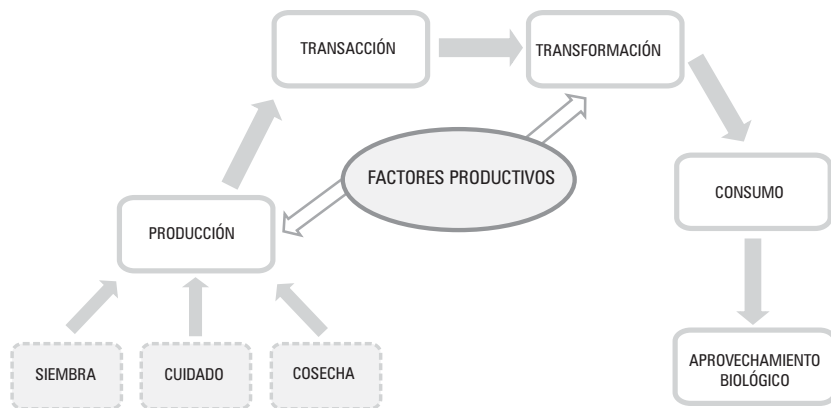 TRANSACCIÓN
TRANSFORMACIÓN
FACTORES PRODUCTIVOS
CONSUMO
PRODUCCIÓN
SIEMBRA
CUIDADO
COSECHA
APROVECHAMIENTO
BIOLÓGICO